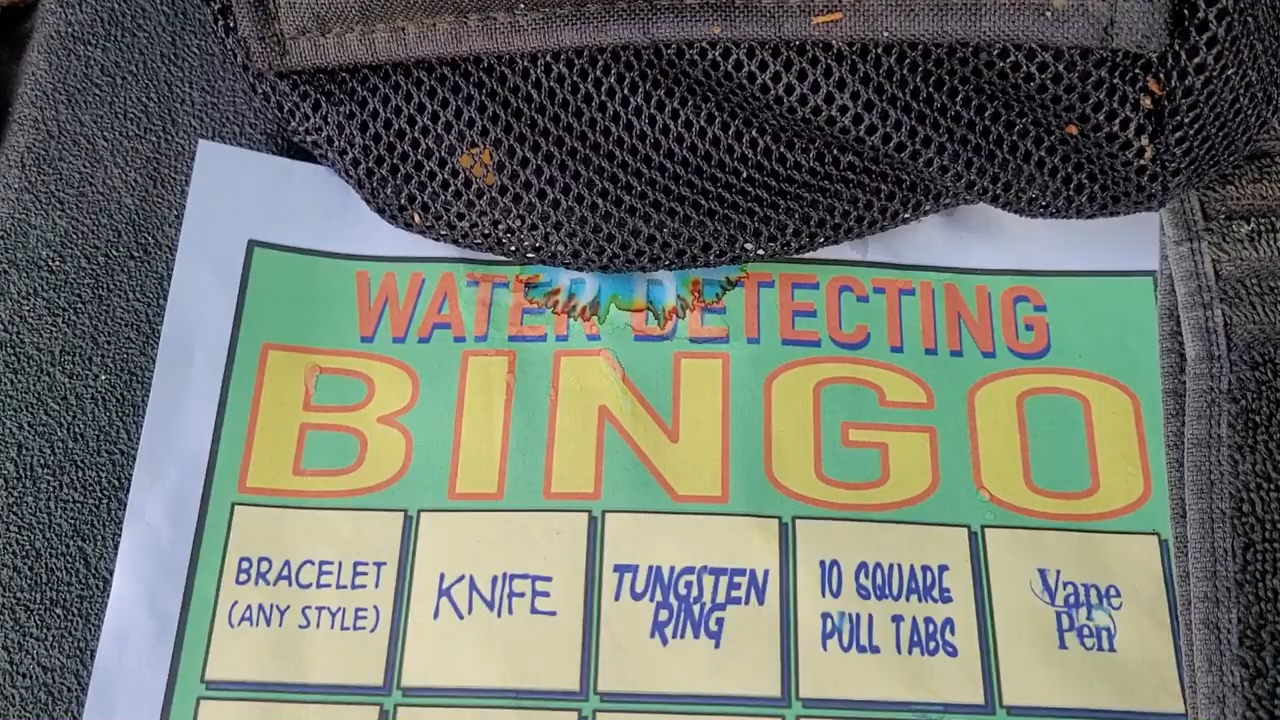 WATER DETECTING
BINGO
BRACELET
(ANY STYLE)
KNIFE
TUNGSTEN
RING
10 SQUARE
PULL TABS
Vape
Pen